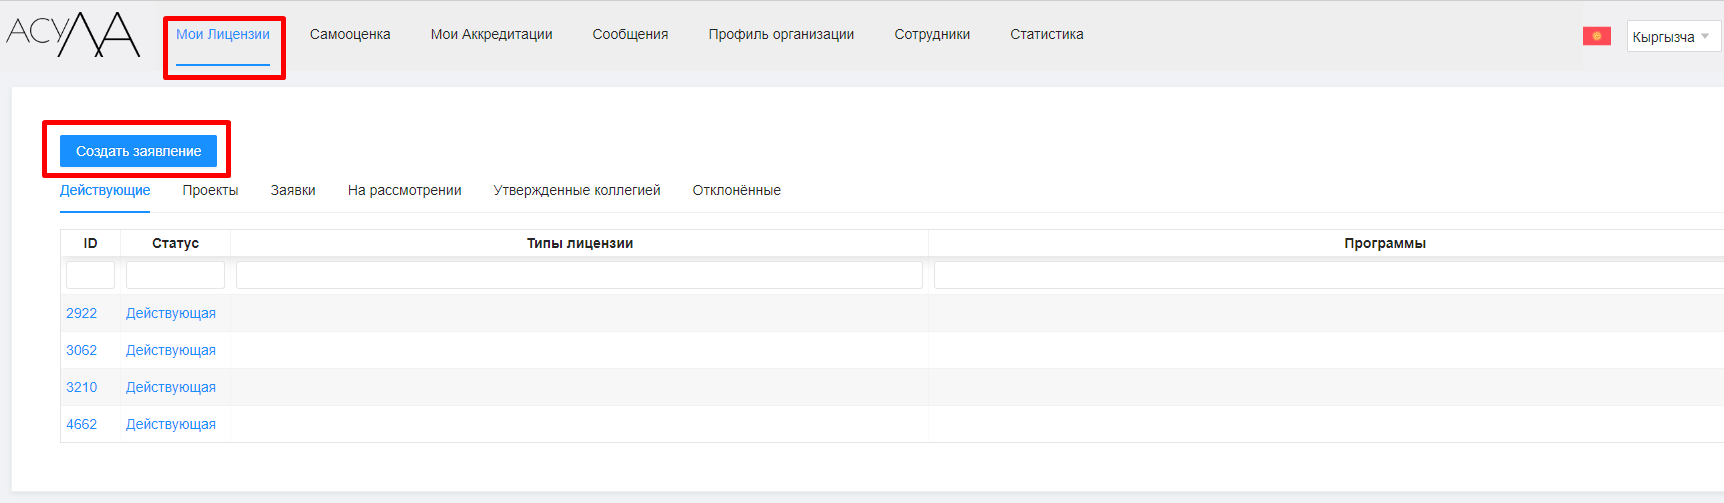 АСУЛА Мои Лицензии Самооценка Мои Аккредитации Сообщения Профиль организации Сотрудники Статистика Кыргызча
Создать заявление
Действующие Проекты Заявки На рассмотрении Утвержденные коллегией Отклонённые
ID Статус Типы лицензии Программы
2922 Действующая
3062 Действующая
3210 Действующая
4662 Действующая